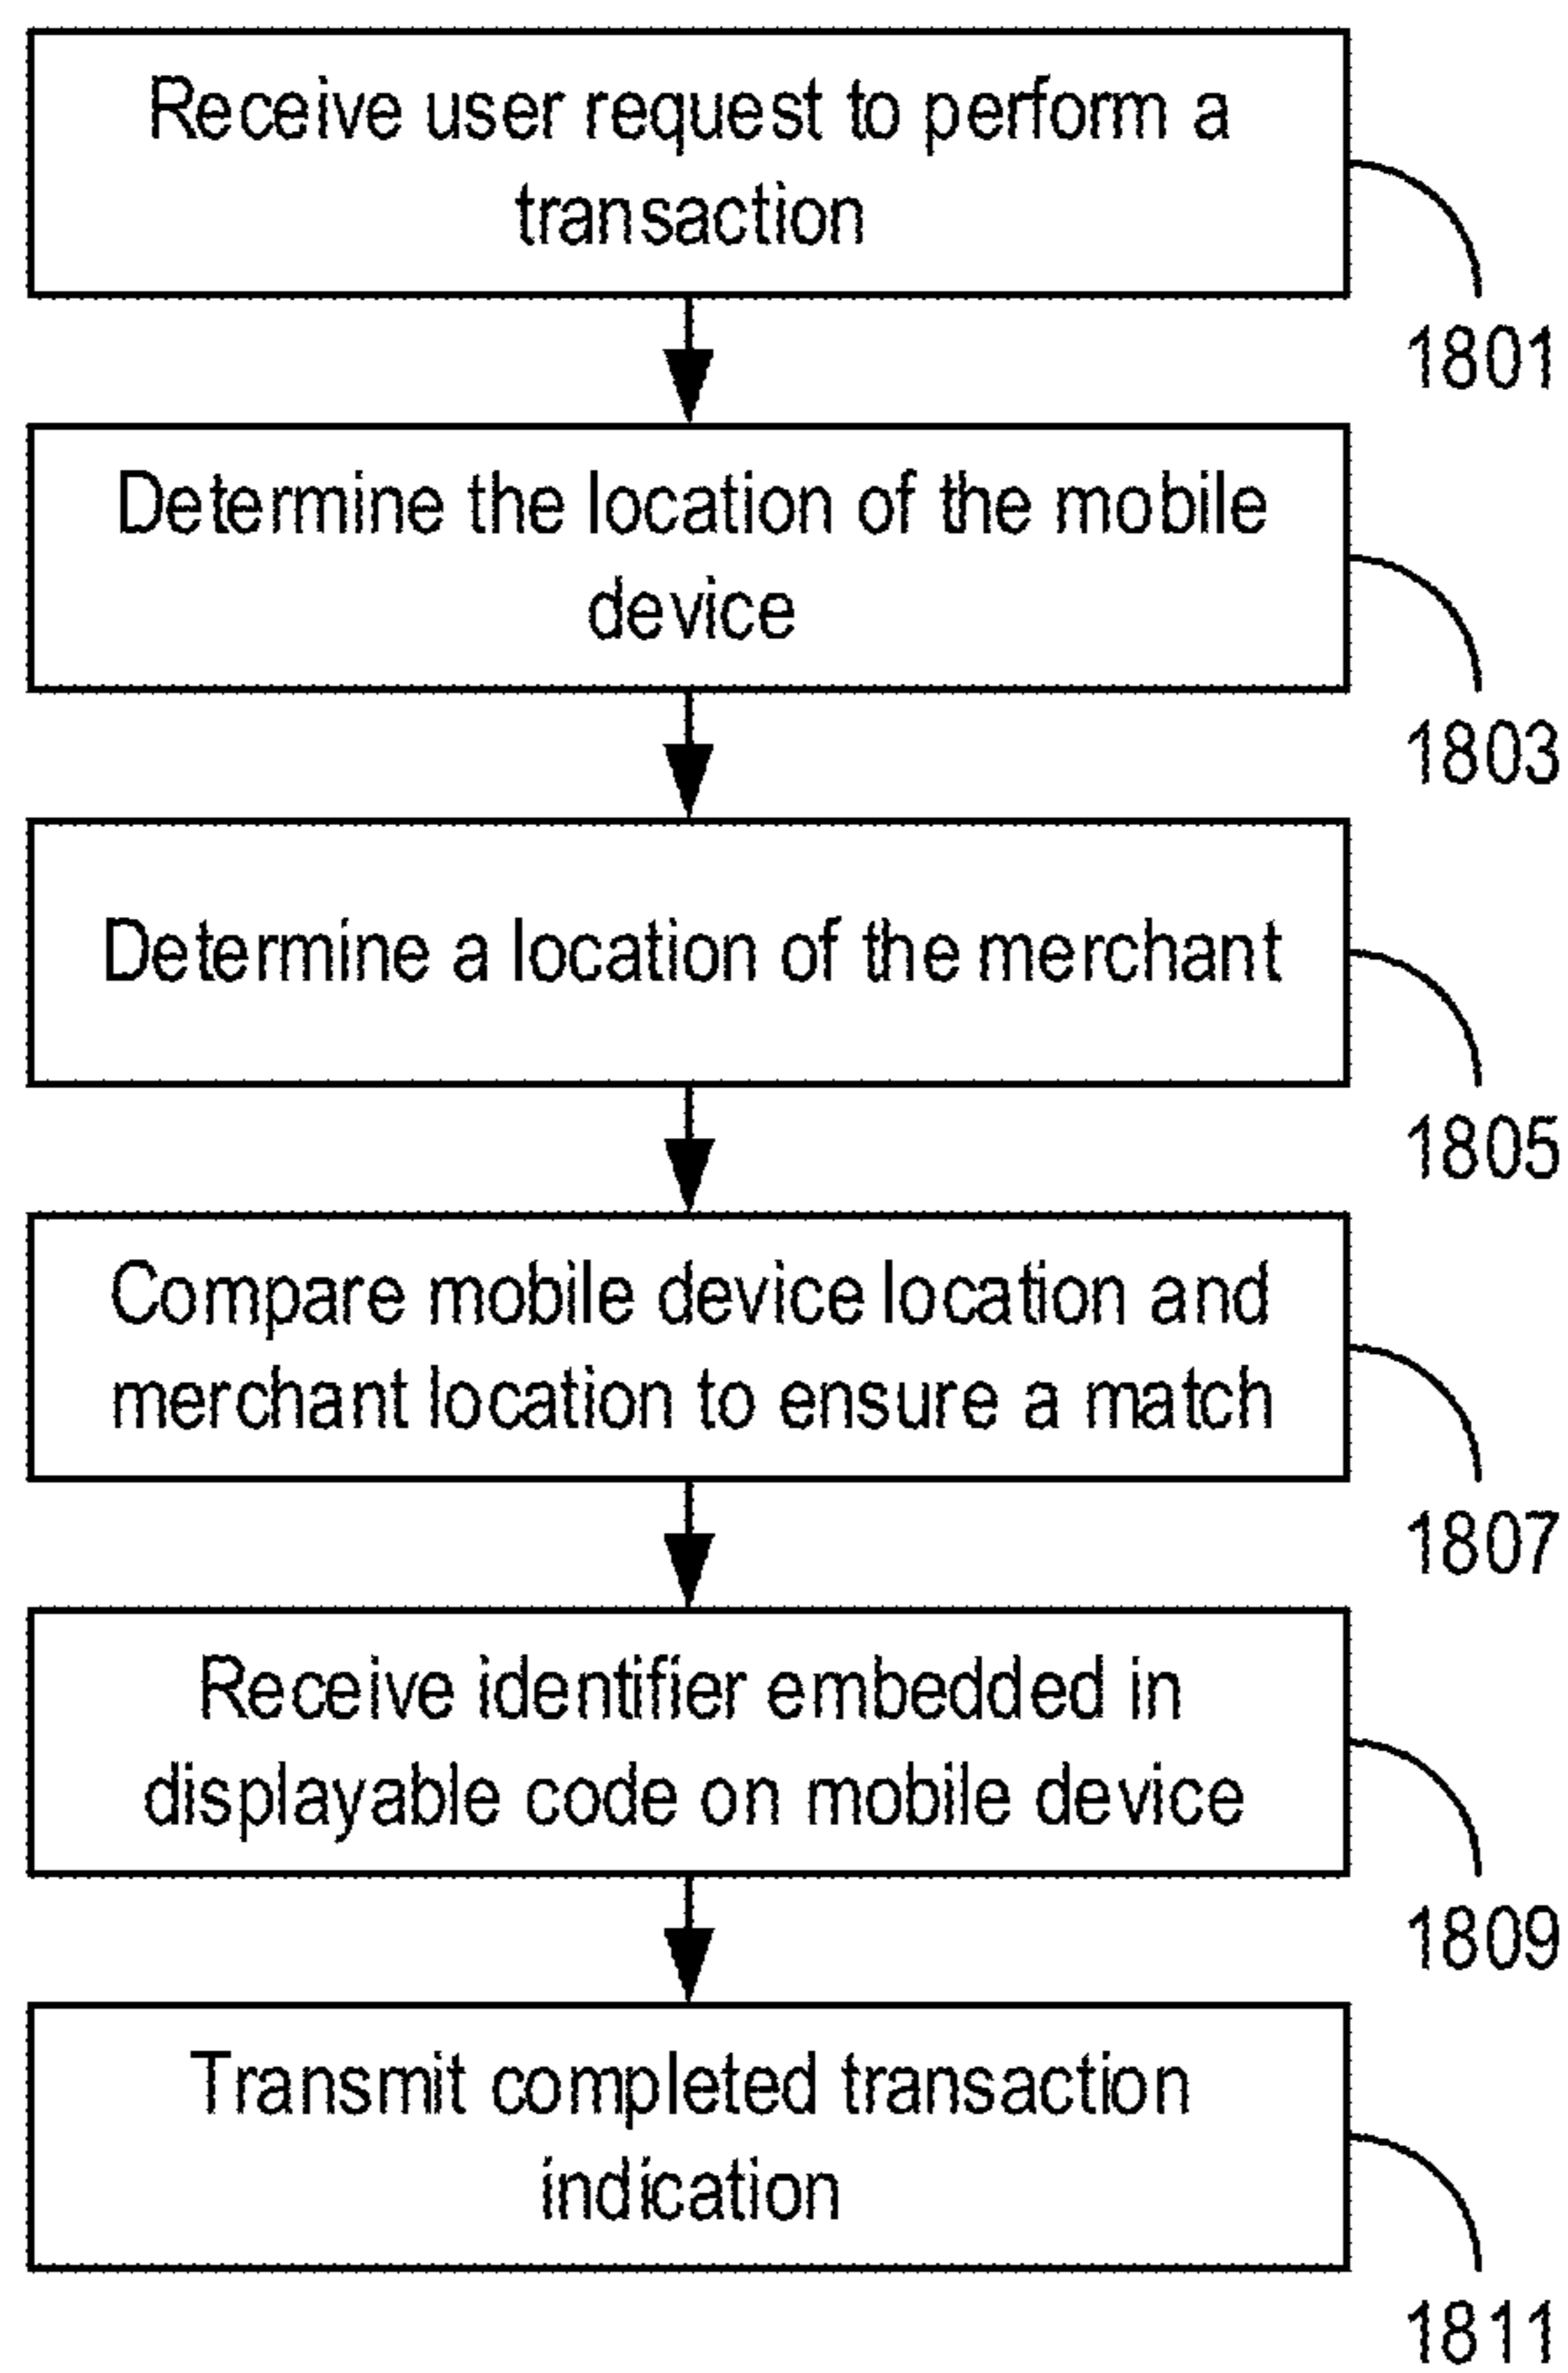 Receive user request to perform a
transaction
1801
Determine the location of the mobile
device
1803
Determine a location of the merchant
1805
Compare mobile device location and
merchant location to ensure a match
1807
Receive identifier embedded in
displayable code on mobile device
1809
Transmit completed transaction
indication
1811